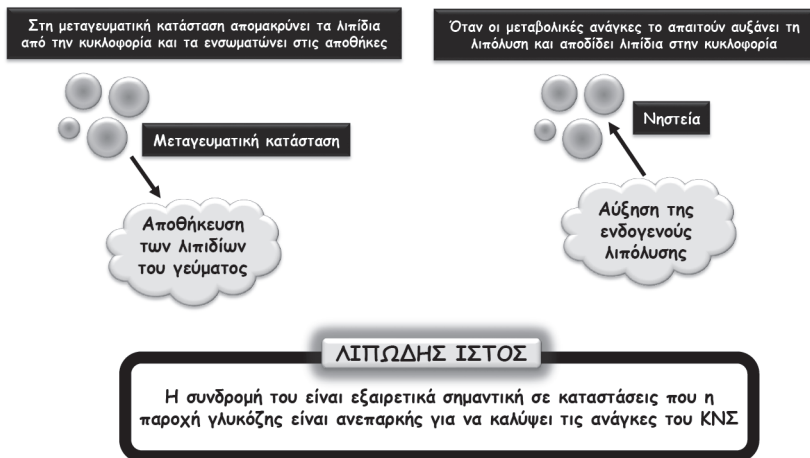 Στη μεταγευματική κατάσταση απομακρύνει τα λιπίδια
από την κυκλοφορία και τα ενσωματώνει στις αποθήκες
Όταν οι μεταβολικές ανάγκες το απαιτούν αυξάνει τη
λιπόλυση και αποδίδει λιπίδια στην κυκλοφορία
Μεταγευματική κατάσταση
Νηστεία
Αποθήκευση
των λιπιδίων
του γεύματος
Αύξηση της
ενδογενούς
λιπόλυσης
ΛΙΠΩΔΗΣ ΙΣΤΟΣ
Η συνδρομή του είναι εξαιρετικά σημαντική σε καταστάσεις που η
παροχή γλυκόζης είναι ανεπαρκής για να καλύψει τις ανάγκες του ΚΝΣ